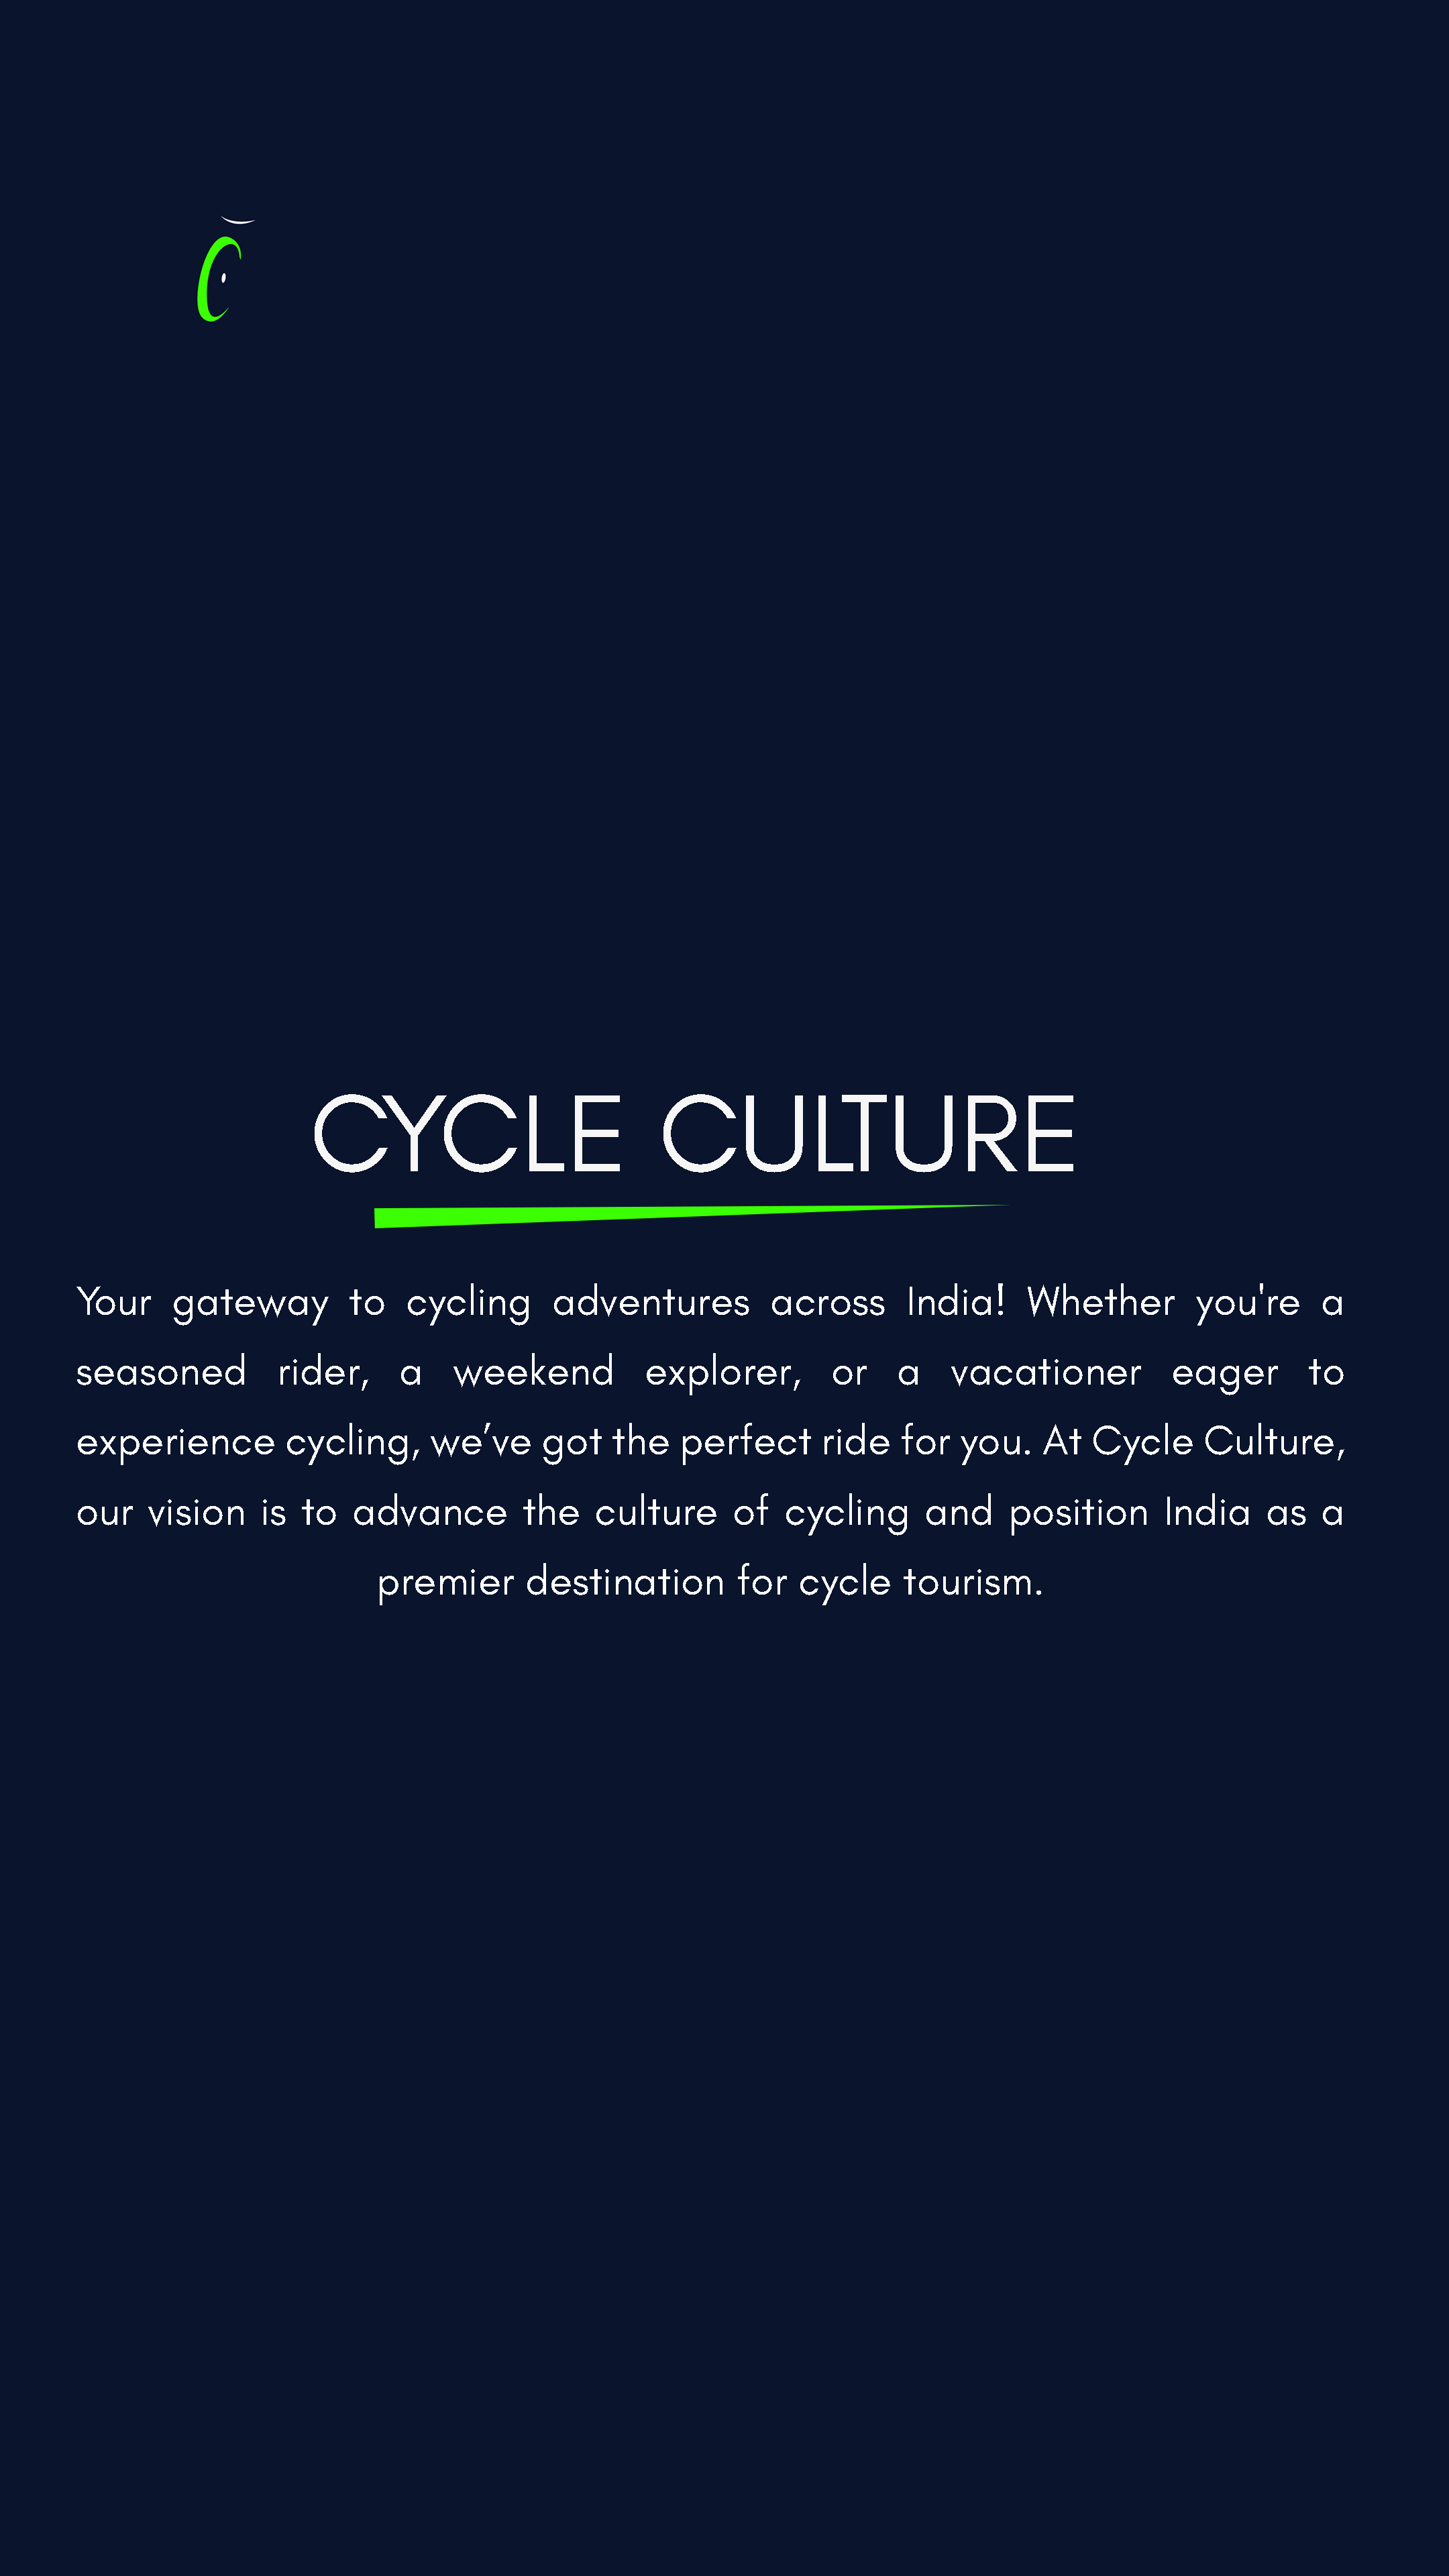 C
CYCLE CULTURE
Your gateway to cycling adventures across India! Whether you're a
seasoned rider, a weekend explorer, or a vacationer eager to
experience cycling, we’ve got the perfect ride for you. At Cycle Culture,
our vision is to advance the culture of cycling and position India as a
premier destination for cycle tourism.